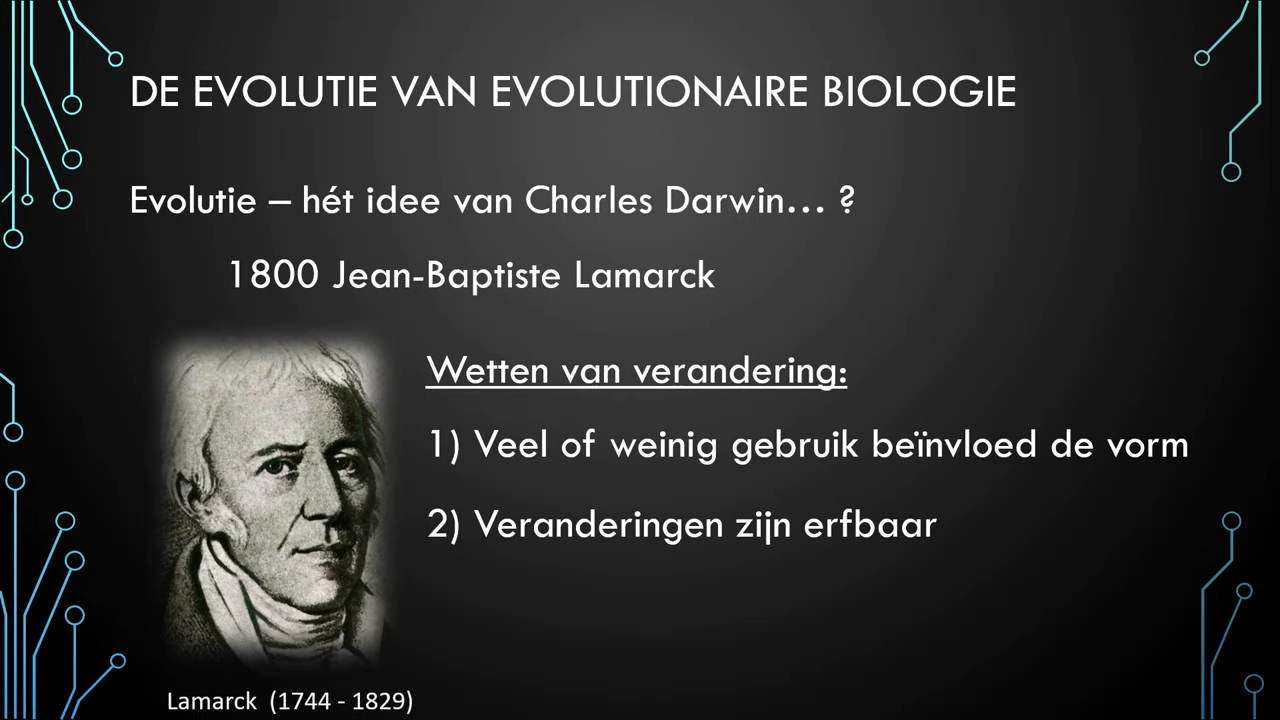 DE EVOLUTIE VAN EVOLUTIONAIRE BIOLOGIE
Evolutie – hét idee van Charles Darwin… ?
1800 Jean-Baptiste Lamarck
Wetten van verandering:
1) Veel of weinig gebruik beïnvloed de vorm
2) Veranderingen zijn erfbaar
Lamarck (1744 - 1829)